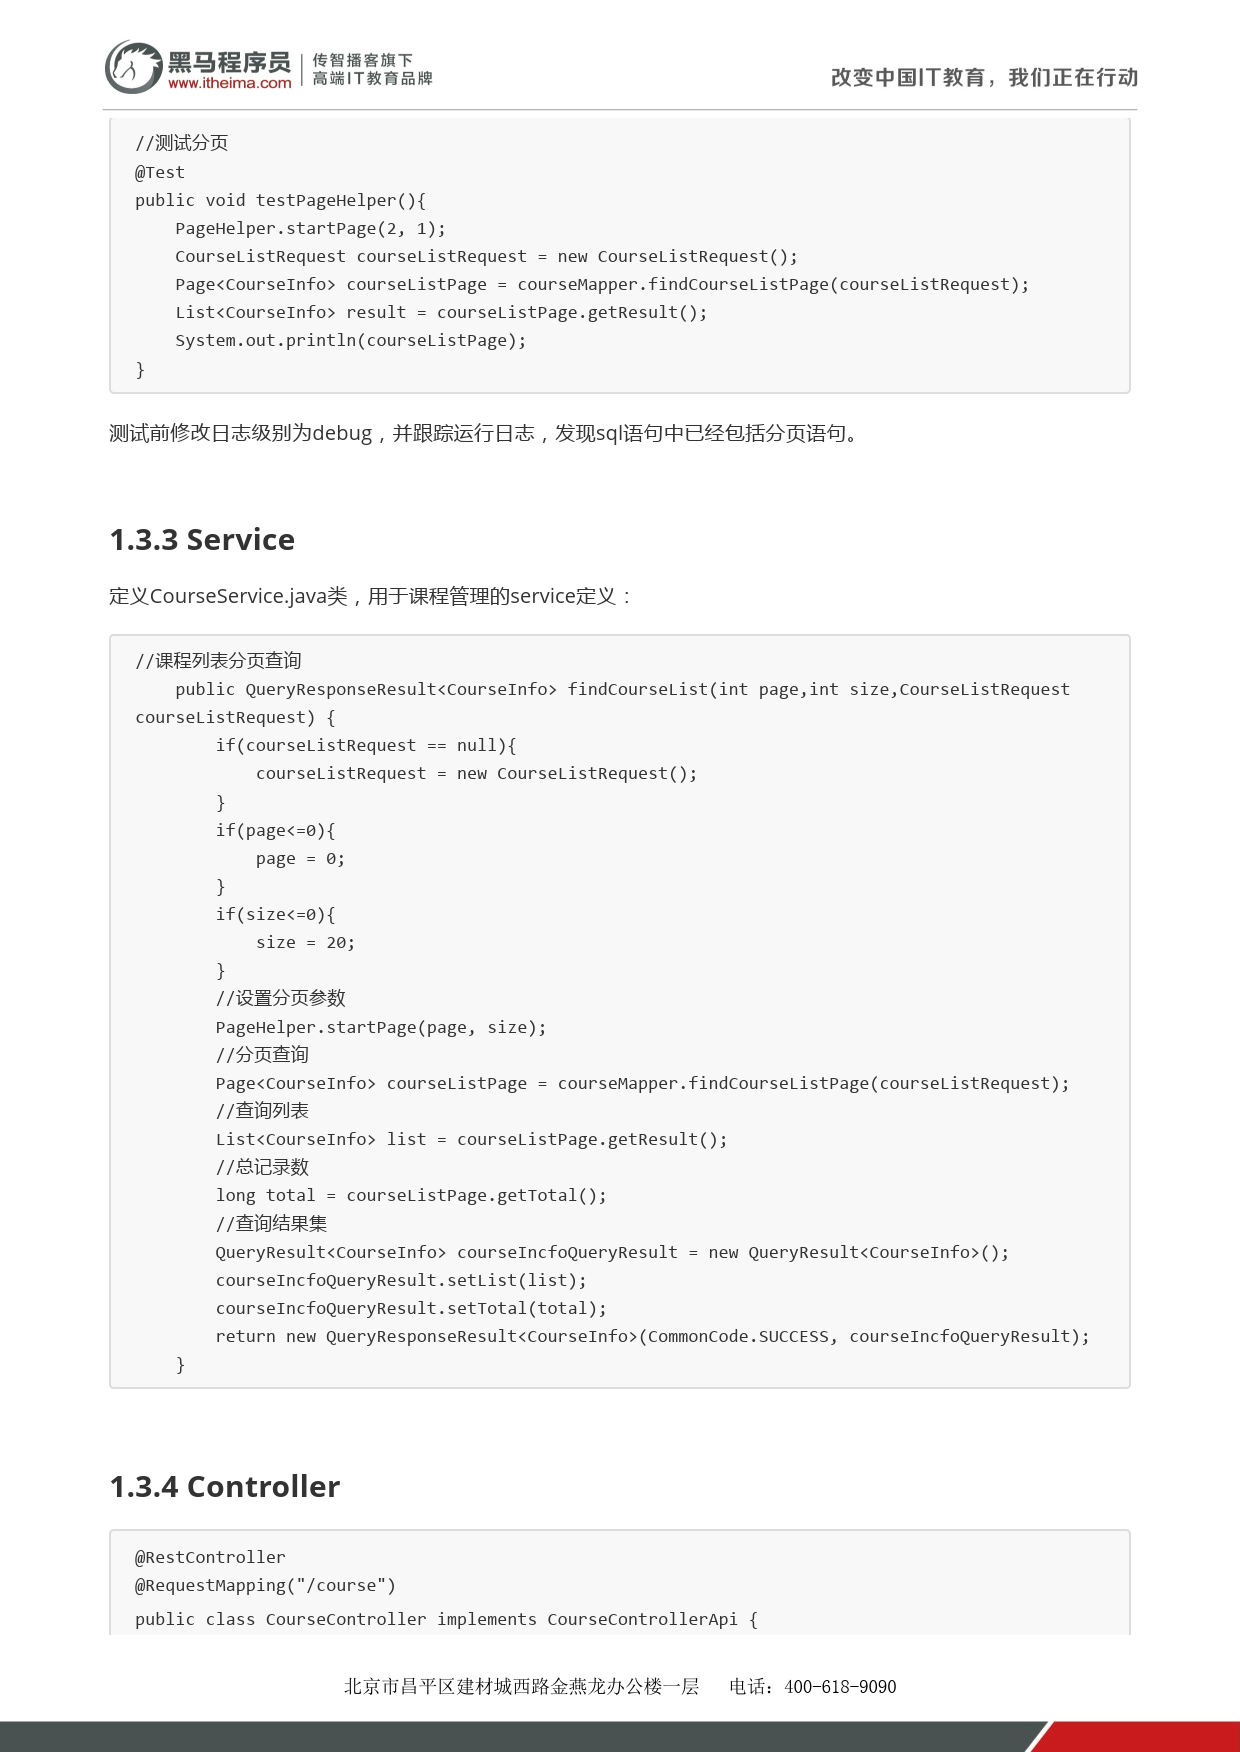 黑马程序员
www.itheima.com
传智播客旗下
高端IT教育品牌
改变中国IT教育，我们正在行动
//测试分页
@Test
public void testPageHelper(){
    PageHelper.startPage(2, 1);
    CourseListRequest courseListRequest = new CourseListRequest();
    Page<CourseInfo> courseListPage = courseMapper.findCourseListPage(courseListRequest);
    List<CourseInfo> result = courseListPage.getResult();
    System.out.println(courseListPage);
}
测试前修改日志级别为debug，并跟踪运行日志，发现sql语句中已经包括分页语句。
1.3.3 Service
定义CourseService.java类，用于课程管理的service定义：
//课程列表分页查询
    public QueryResponseResult<CourseInfo> findCourseList(int page,int size,CourseListRequest
courseListRequest) {
        if(courseListRequest == null){
            courseListRequest = new CourseListRequest();
        }
        if(page<=0){
            page = 0;
        }
        if(size<=0){
            size = 20;
        }
        //设置分页参数
        PageHelper.startPage(page, size);
        //分页查询
        Page<CourseInfo> courseListPage = courseMapper.findCourseListPage(courseListRequest);
        //查询列表
        List<CourseInfo> list = courseListPage.getResult();
        //总记录数
        long total = courseListPage.getTotal();
        //查询结果集
        QueryResult<CourseInfo> courseIncfoQueryResult = new QueryResult<CourseInfo>();
        courseIncfoQueryResult.setList(list);
        courseIncfoQueryResult.setTotal(total);
        return new QueryResponseResult<CourseInfo>(CommonCode.SUCCESS, courseIncfoQueryResult);
    }
1.3.4 Controller
@RestController
@RequestMapping("/course")
public class CourseController implements CourseControllerApi {
北京市昌平区建材城西路金燕龙办公楼一层 电话：400-618-9090